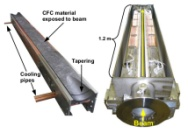 CFC material
exposed to beam
1.2 m
Tapering
Cooling
pipes
Beam